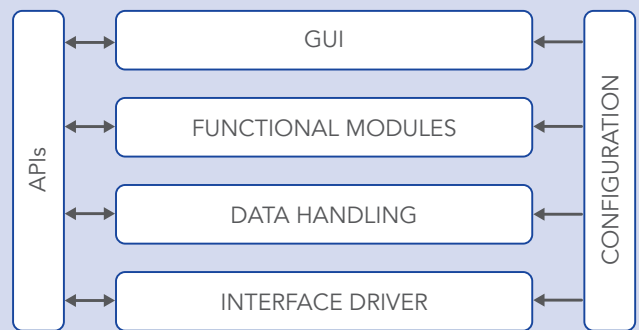 APIs
GUI
FUNCTIONAL MODULES
DATA HANDLING
INTERFACE DRIVER
CONFIGURATION